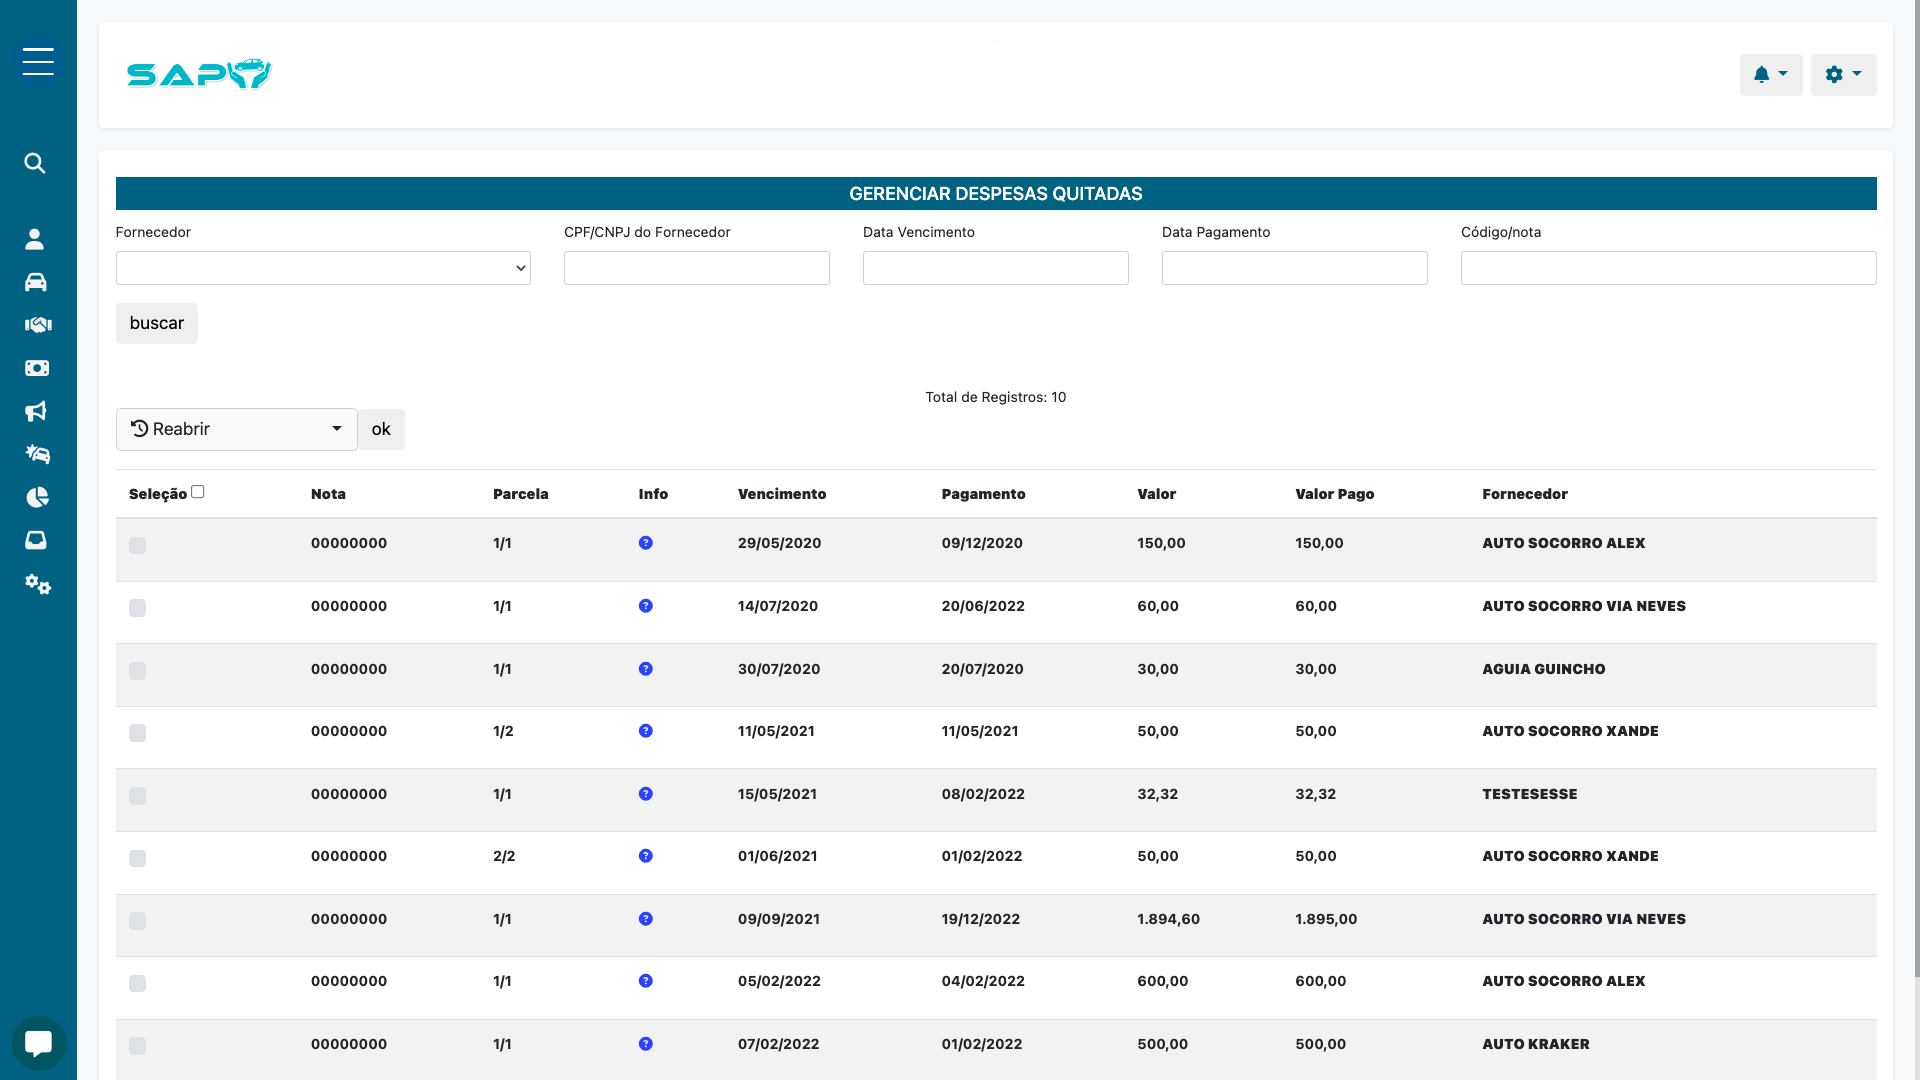 SAPY
GERENCIAR DESPESAS QUITADAS
Fornecedor CPF/CNPJ do Fornecedor Data Vencimento Data Pagamento Código/nota
buscar
Total de Registros: 10
Reabrir ok
Seleção Nota Parcela Info Vencimento Pagamento Valor Valor Pago Fornecedor
00000000 1/1 ? 29/05/2020 09/12/2020 150,00 150,00 AUTO SOCORRO ALEX
00000000 1/1 ? 14/07/2020 20/06/2022 60,00 60,00 AUTO SOCORRO VIA NEVES
00000000 1/1 ? 30/07/2020 20/07/2020 30,00 30,00 AGUIA GUINCHO
00000000 1/2 ? 11/05/2021 11/05/2021 50,00 50,00 AUTO SOCORRO XANDE
00000000 1/1 ? 15/05/2021 08/02/2022 32,32 32,32 TESTESESSE
00000000 2/2 ? 01/06/2021 01/02/2022 50,00 50,00 AUTO SOCORRO XANDE
00000000 1/1 ? 09/09/2021 19/12/2022 1.894,60 1.895,00 AUTO SOCORRO VIA NEVES
00000000 1/1 ? 05/02/2022 04/02/2022 600,00 600,00 AUTO SOCORRO ALEX
00000000 1/1 ? 07/02/2022 01/02/2022 500,00 500,00 AUTO KRAKER